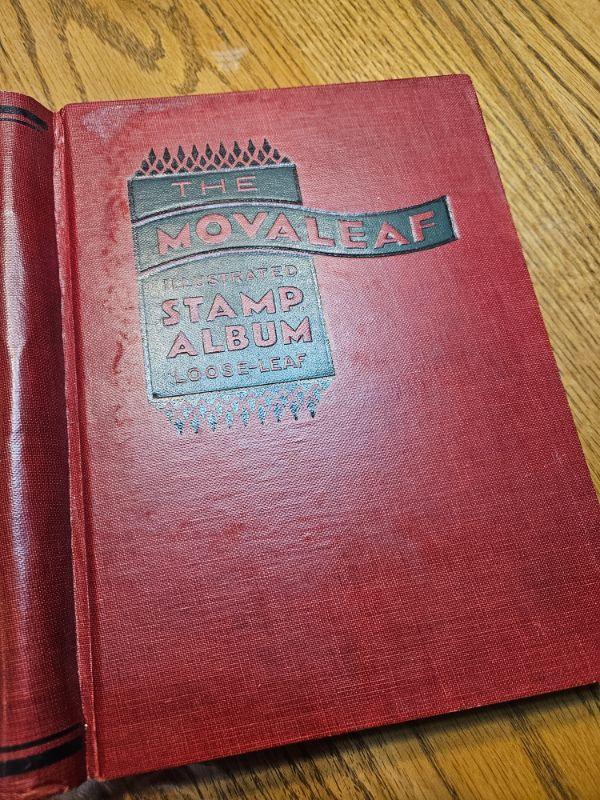 THE
MOVALEAF
ILLUSTRATED
STAMP
ALBUM
LOOSE-LEAF